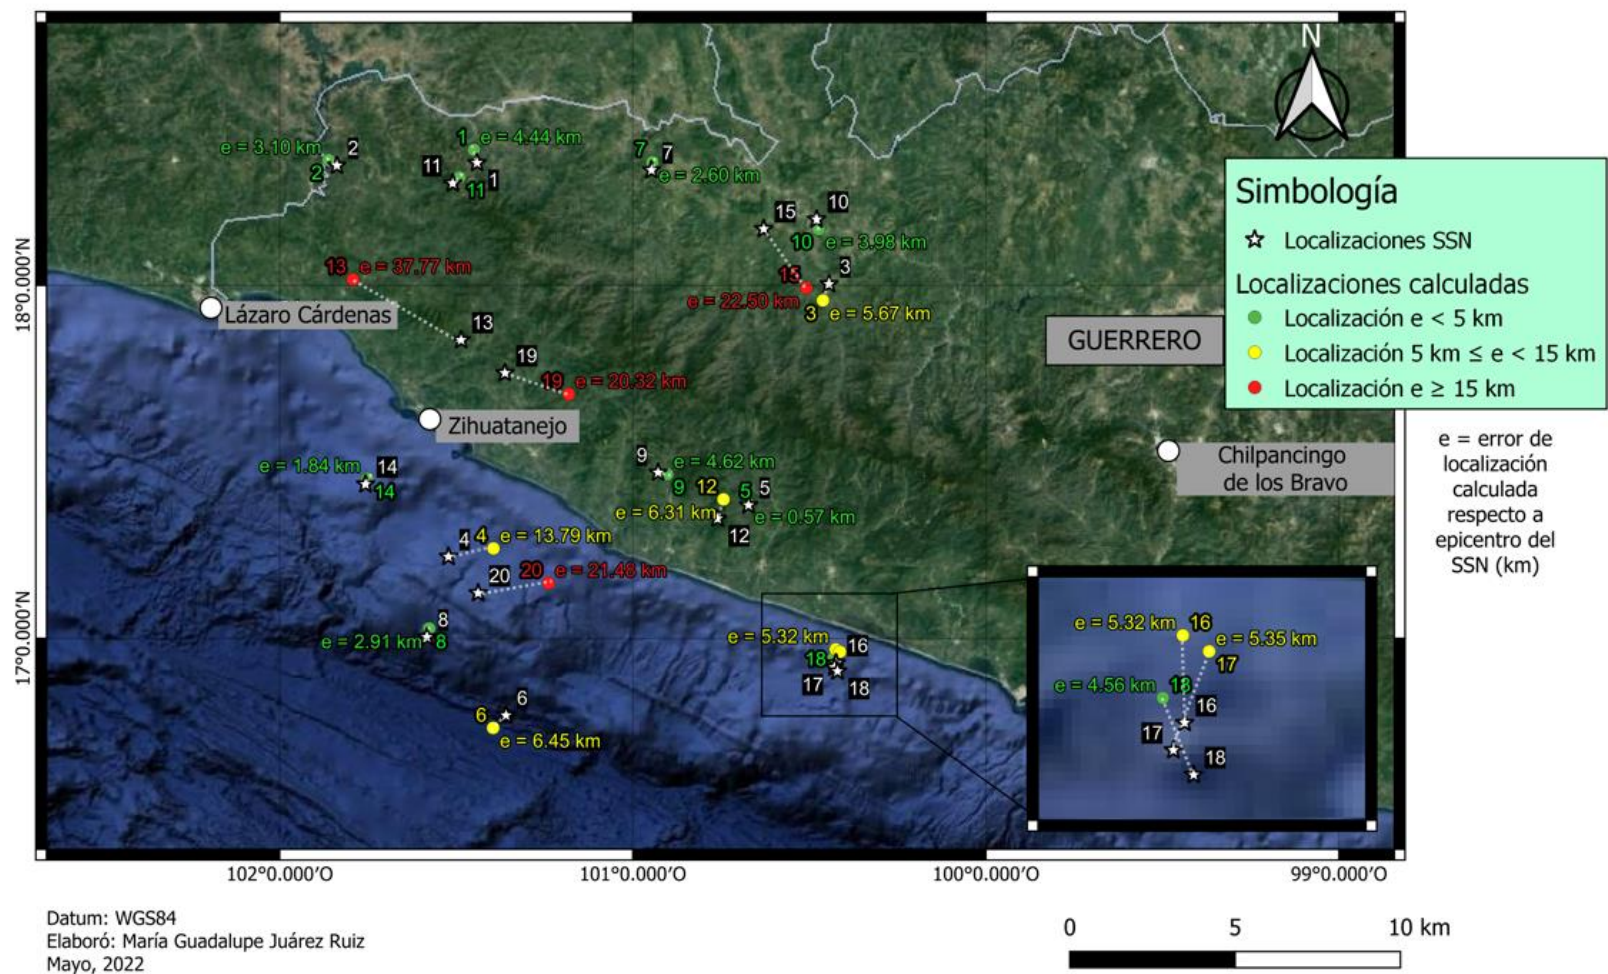 N
1 e = 4.44 km
e = 3.10 km
2
2
11
1
11
7
7
e = 2.60 km
15
10
10 e = 3.98 km
13 e = 37.77 km
15
3
e = 22.50 km
3 e = 5.67 km
Lázaro Cárdenas
13
19
19 e = 20.32 km
GUERRERO
Zihuatanejo
Chilpancingo
de los Bravo
e = 1.84 km
14
14
9
e = 4.62 km
9
12
5
5
e = 6.31 km
e = 0.57 km
12
4
4
e = 13.79 km
20
20 e = 21.48 km
8
e = 2.91 km
8
e = 5.32 km
16
18
17
18
6
6
e = 6.45 km
e = 5.32 km
16
e = 5.35 km
17
e = 4.56 km
18
16
17
18
Simbología
Localizaciones SSN
Localizaciones calculadas
Localización e < 5 km
Localización 5 km ≤ e < 15 km
Localización e ≥ 15 km
e = error de
localización
calculada
respecto a
epicentro del
SSN (km)
18°0.000'N
17°0.000'N
102°0.000'O
101°0.000'O
100°0.000'O
99°0.000'O
Datum: WGS84
Elaboró: María Guadalupe Juárez Ruiz
Mayo, 2022
0
5
10 km